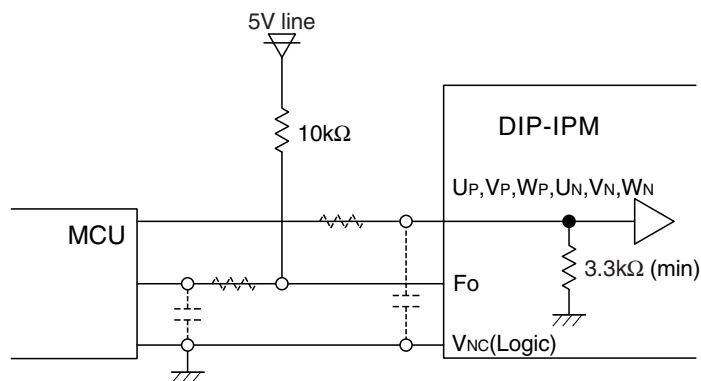 5V line
10kΩ
DIP-IPM
UP,VP,WP,UN,VN,WN
MCU
3.3kΩ (min)
Fo
VNC(Logic)